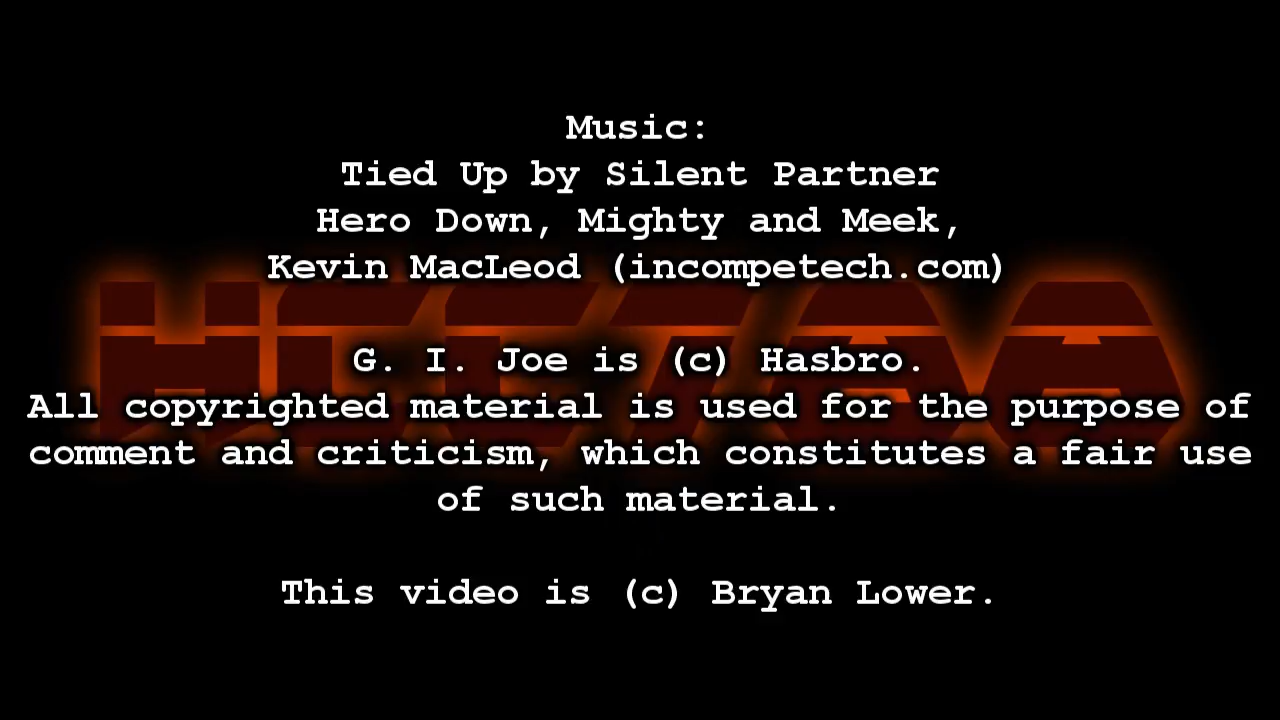 Music:
Tied Up by Silent Partner
Hero Down, Mighty and Meek,
Kevin MacLeod (incompetech.com)
G. I. Joe is (c) Hasbro.
All copyrighted material is used for the purpose of
comment and criticism, which constitutes a fair use
of such material.
This video is (c) Bryan Lower.